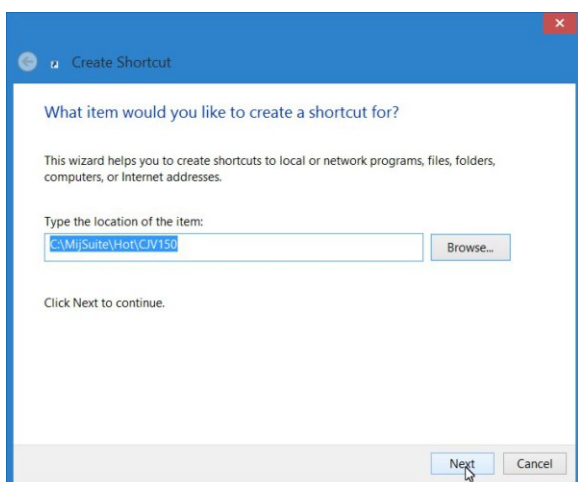 Create Shortcut
What item would you like to create a shortcut for?
This wizard helps you to create shortcuts to local or network programs, files, folders,
computers, or Internet addresses.
Type the location of the item:
C:\MijSuite\Hot\CJV150
Browse...
Click Next to continue.
Next
Cancel